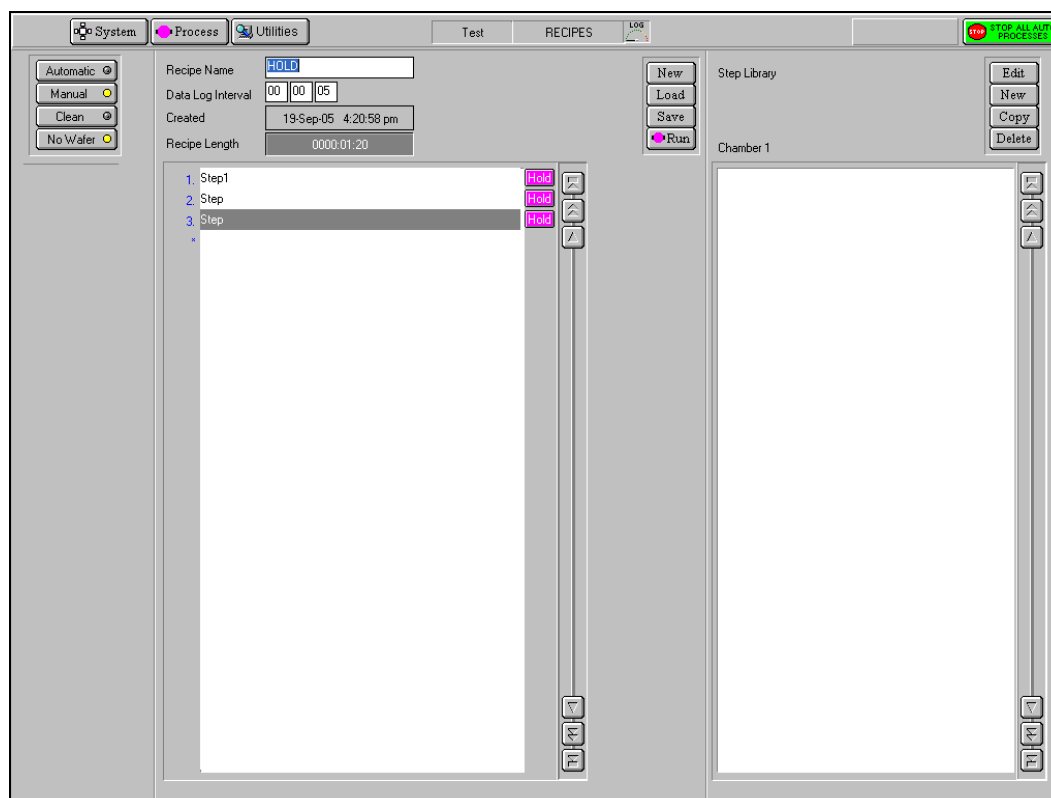 System Process Utilities Test RECIPES LOG STOP STOP ALL AUT
PROCESSES
Automatic
Manual
Clean
No Wafer
Recipe Name HOLD
Data Log Interval 00 00 05
Created 19-Sep-05 4:20:58 pm
Recipe Length 0000:01:20
New
Load
Save
Run
Step Library
Chamber 1
Edit
New
Copy
Delete
1. Step1 Hold
2. Step Hold
3. Step Hold
*